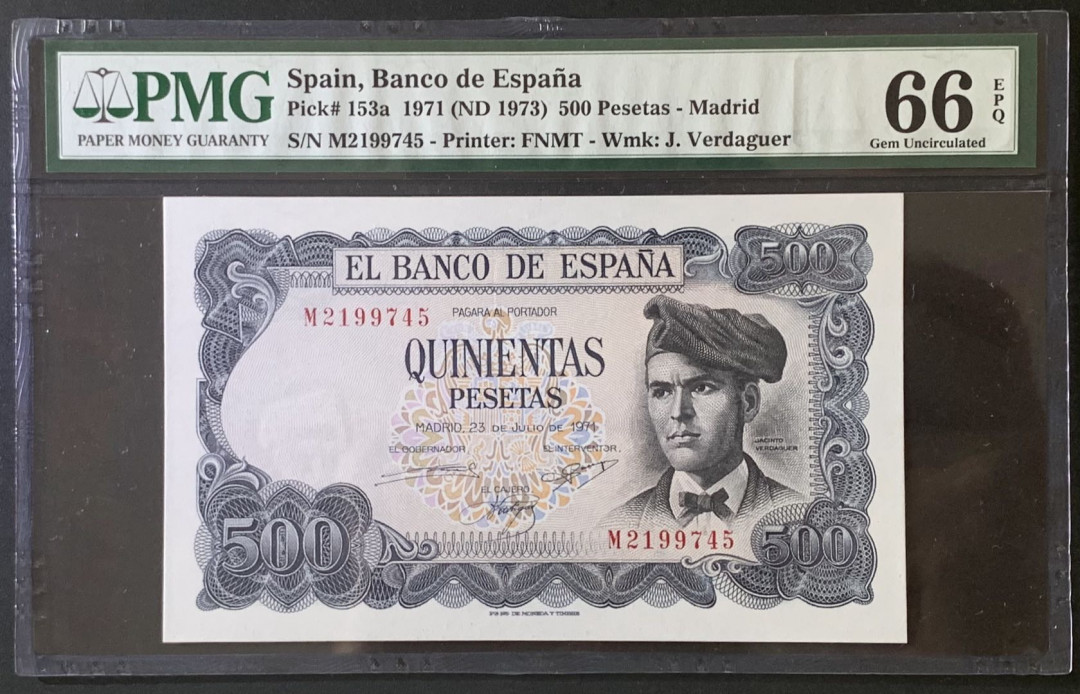 PMG
PAPER MONEY GUARANTY
Spain, Banco de España
Pick# 153a 1971 (ND 1973) 500 Pesetas - Madrid
S/N M2199745 - Printer: FNMT - Wmk: J. Verdaguer
66
EPQ
Gem Uncirculated
EL BANCO DE ESPAÑA
500
M2199745
PAGARA AL PORTADOR
QUINIENTAS
PESETAS
MADRID, 23 DE JULIO DE 1971
EL GOBERNADOR
EL INTERVENTOR,
JACINTO
VERDAGUER
EL CAJERO
500
M2199745
500